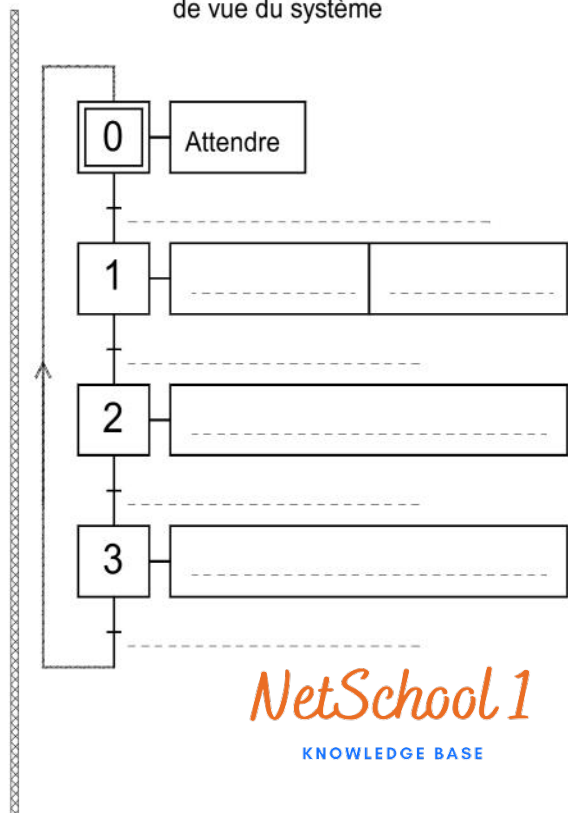 de vue du système
0 Attendre
1
2
3
NetSchool 1
KNOWLEDGE BASE